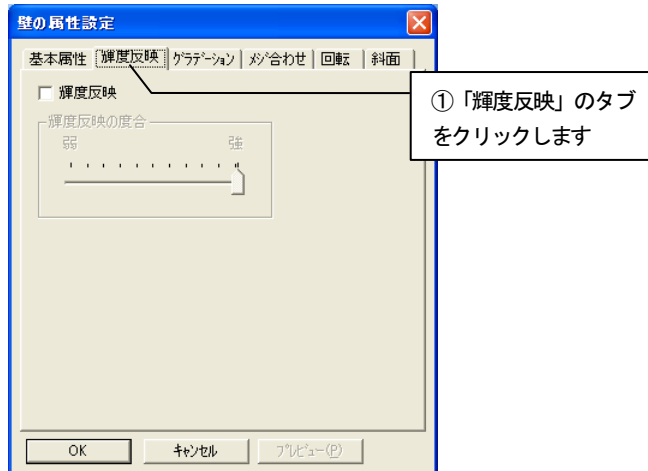 壁の属性設定
基本属性 輝度反映 グラデーション メジ合わせ 回転 斜面
輝度反映
輝度反映の度合
弱 強
OK キャンセル プレビュー(P)
①「輝度反映」のタブ
をクリックします